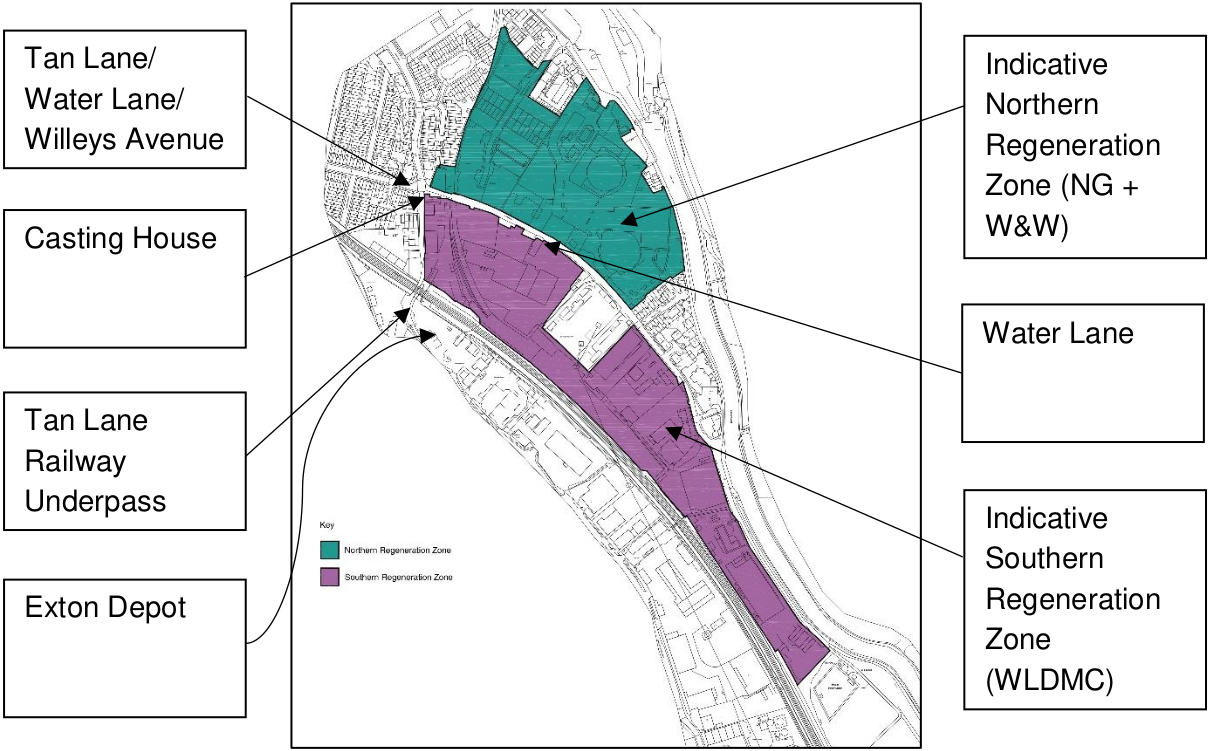 Tan Lane/
Water Lane/
Willeys Avenue
Casting House
Tan Lane
Railway
Underpass
Exton Depot
Key
Northern Regeneration Zone
Southern Regeneration Zone
Indicative
Northern
Regeneration
Zone (NG +
W&W)
Water Lane
Indicative
Southern
Regeneration
Zone
(WLDMC)